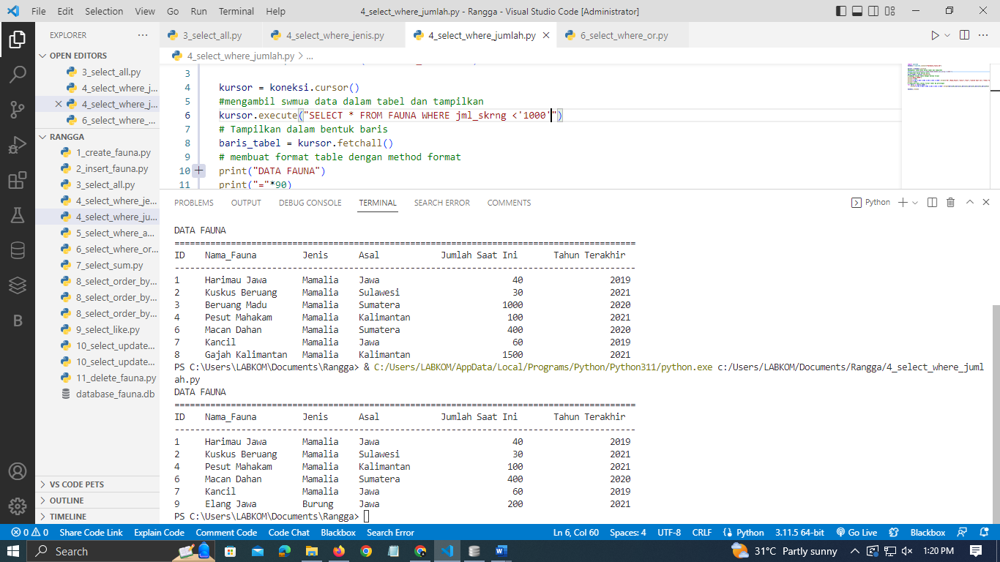 File Edit Selection View Go Run Terminal Help
4_select_where_jumlah.py - Rangga - Visual Studio Code [Administrator]
EXPLORER
OPEN EDITORS
3_select_all.py
4_select_where_j...
4_select_where_j...
6_select_where_...
RANGGA
1_create_fauna.py
2_insert_fauna.py
3_select_all.py
4_select_where_je...
4_select_where_ju...
5_select_where_a...
6_select_where_or...
7_select_sum.py
8_select_order_by...
8_select_order_by...
8_select_order_by...
9_select_like.py
10_select_update...
10_select_update...
11_delete_fauna.py
database_fauna.db
VS CODE PETS
OUTLINE
TIMELINE
3_select_all.py 4_select_where_jenis.py 4_select_where_jumlah.py 6_select_where_or.py
4_select_where_jumlah.py > ...
3
4 kursor = koneksi.cursor()
5 #mengambil swmua data dalam tabel dan tampilkan
6 kursor.execute("SELECT * FROM FAUNA WHERE jml_skrng <'1000'")
7 # Tampilkan dalam bentuk baris
8 baris_tabel = kursor.fetchall()
9 # membuat format table dengan method format
10 print("DATA FAUNA")
11 print("="*90)
PROBLEMS OUTPUT DEBUG CONSOLE TERMINAL SEARCH ERROR COMMENTS
Python
DATA FAUNA
==========================================================================================
ID Nama_Fauna Jenis Asal Jumlah Saat Ini Tahun Terakhir
------------------------------------------------------------------------------------------
1 Harimau Jawa Mamalia Jawa 40 2019
2 Kuskus Beruang Mamalia Sulawesi 30 2021
3 Beruang Madu Mamalia Sumatera 1000 2020
4 Pesut Mahakam Mamalia Kalimantan 100 2021
6 Macan Dahan Mamalia Sumatera 400 2020
7 Kancil Mamalia Jawa 60 2019
8 Gajah Kalimantan Mamalia Kalimantan 1500 2021
PS C:\Users\LABKOM\Documents\Rangga> & C:/Users/LABKOM/AppData/Local/Programs/Python/Python311/python.exe c:/Users/LABKOM/Documents/Rangga/4_select_where_juml
ah.py
DATA FAUNA
==========================================================================================
ID Nama_Fauna Jenis Asal Jumlah Saat Ini Tahun Terakhir
------------------------------------------------------------------------------------------
1 Harimau Jawa Mamalia Jawa 40 2019
2 Kuskus Beruang Mamalia Sulawesi 30 2021
4 Pesut Mahakam Mamalia Kalimantan 100 2021
6 Macan Dahan Mamalia Sumatera 400 2020
7 Kancil Mamalia Jawa 60 2019
9 Elang Jawa Burung Jawa 200 2021
PS C:\Users\LABKOM\Documents\Rangga>
0 0 Share Code Link Explain Code Comment Code Code Chat Blackbox Search Error Ln 6, Col 60 Spaces: 4 UTF-8 CRLF Python 3.11.5 64-bit Go Live Blackbox
Search 31°C Partly sunny 1:20 PM